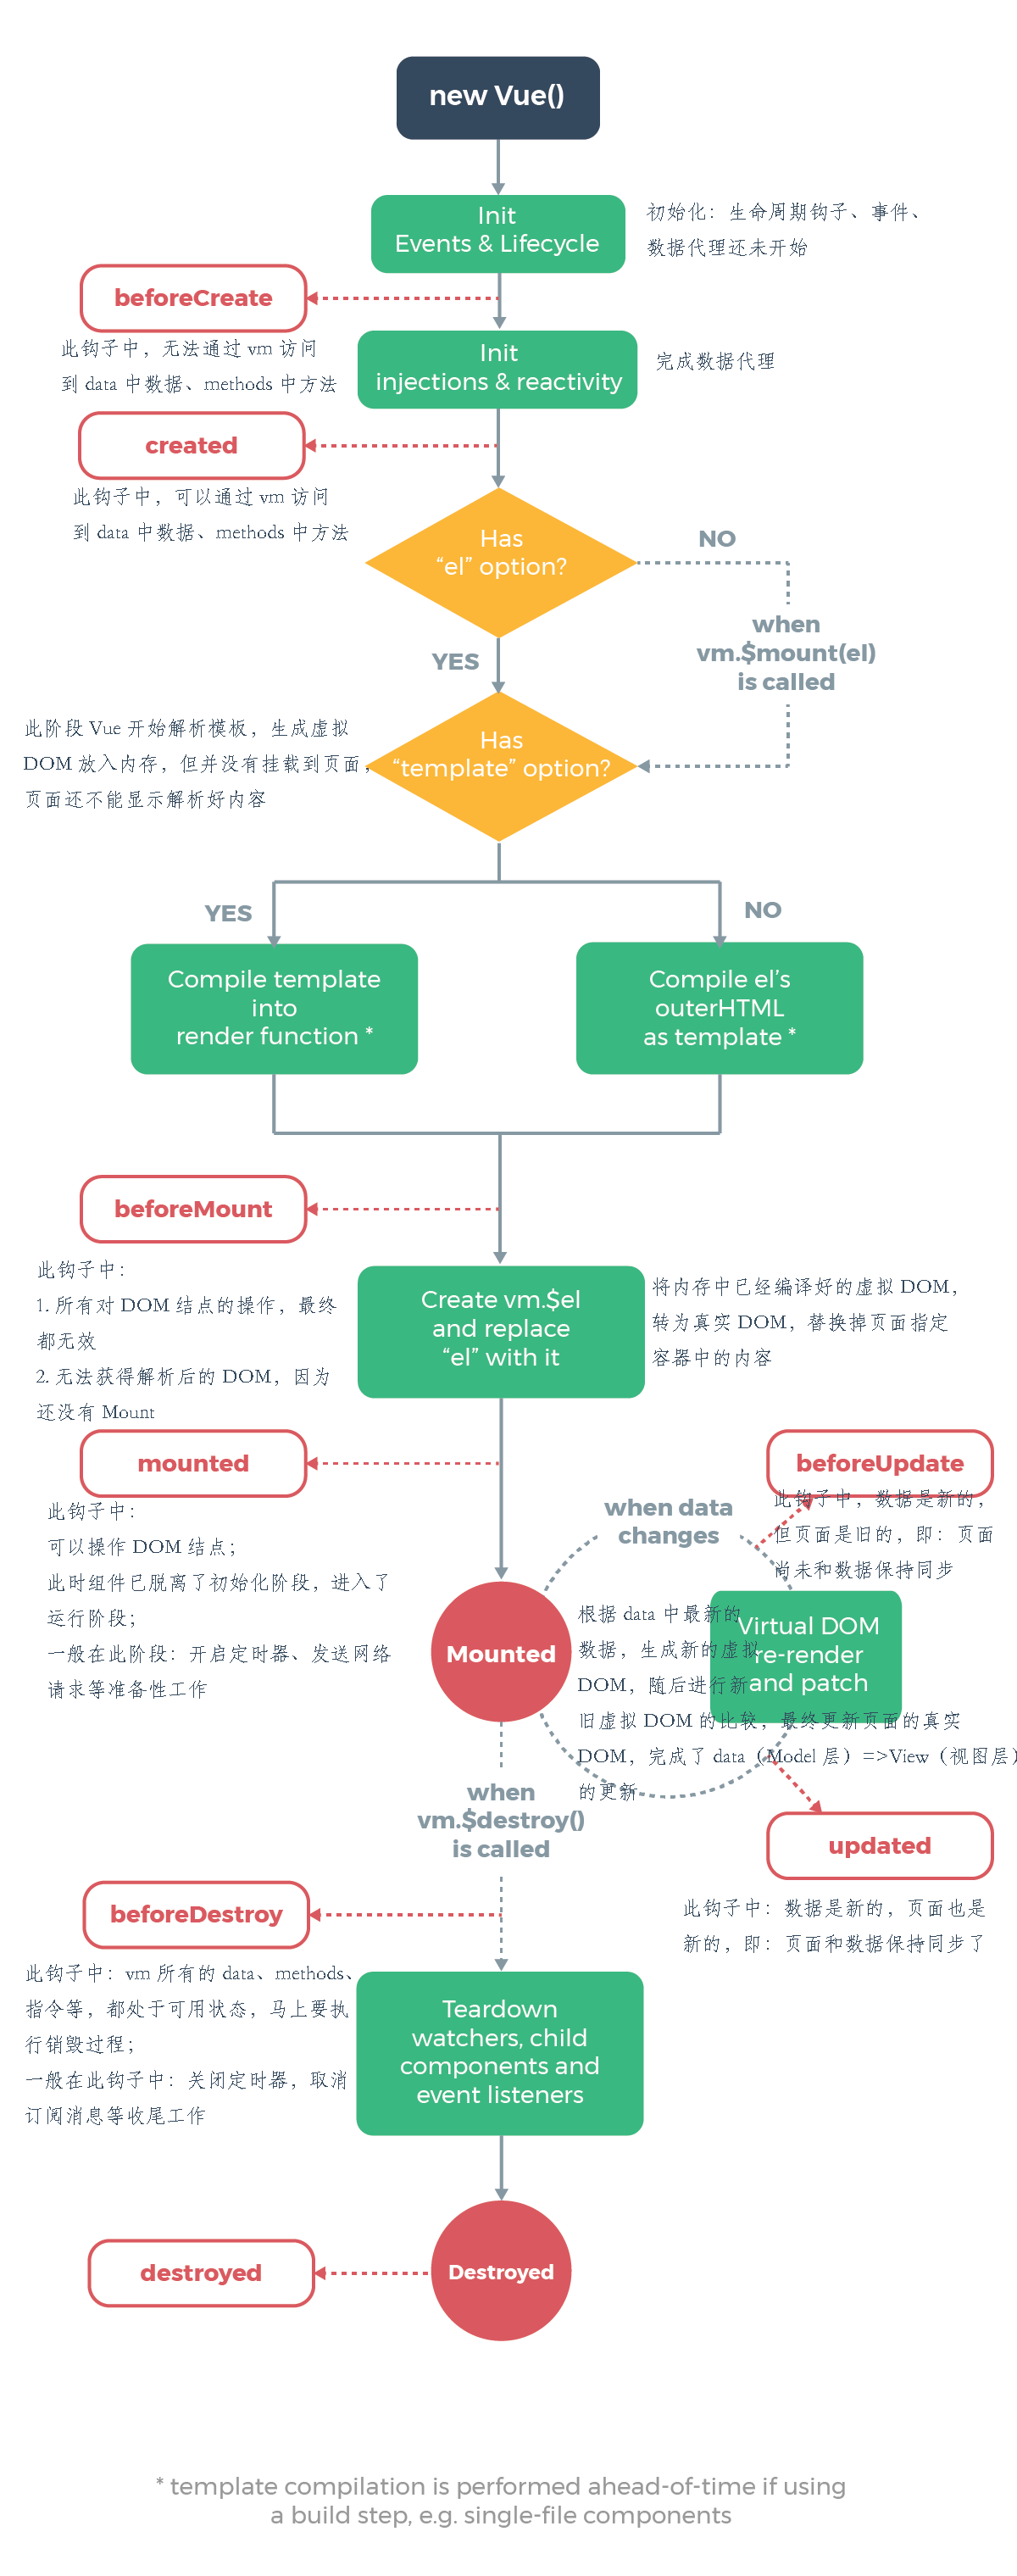 new Vue()
Init
Events & Lifecycle
初始化：生命周期钩子、事件、
数据代理还未开始
beforeCreate
此钩子中，无法通过 vm 访问
到 data 中数据、methods 中方法
Init
injections & reactivity
完成数据代理
created
此钩子中，可以通过 vm 访问
到 data 中数据、methods 中方法
Has
“el” option?
NO
when
vm.$mount(el)
is called
YES
此阶段 Vue 开始解析模板，生成虚拟
DOM 放入内存，但并没有挂载到页面，
页面还不能显示解析好内容
Has
“template” option?
YES
NO
Compile template
into
render function *
Compile el’s
outerHTML
as template *
beforeMount
此钩子中：
1. 所有对 DOM 结点的操作，最终
都无效
2. 无法获得解析后的 DOM，因为
还没有 Mount
Create vm.$el
and replace
“el” with it
将内存中已经编译好的虚拟 DOM，
转为真实 DOM，替换掉页面指定
容器中的内容
mounted
此钩子中：
可以操作 DOM 结点；
此时组件已脱离了初始化阶段，进入了
运行阶段；
一般在此阶段：开启定时器、发送网络
请求等准备性工作
beforeUpdate
此钩子中，数据是新的，
但页面是旧的，即：页面
尚未和数据保持同步
when data
changes
Mounted
Virtual DOM
re-render
and patch
根据 data 中最新的
数据，生成新的虚拟
DOM，随后进行新
旧虚拟 DOM 的比较，最终更新页面的真实
DOM，完成了 data（Model 层）=>View（视图层）
的更新
when
vm.$destroy()
is called
updated
此钩子中：数据是新的，页面也是
新的，即：页面和数据保持同步了
beforeDestroy
此钩子中：vm 所有的 data、methods、
指令等，都处于可用状态，马上要执
行销毁过程；
一般在此钩子中：关闭定时器，取消
订阅消息等收尾工作
Teardown
watchers, child
components and
event listeners
destroyed
Destroyed
* template compilation is performed ahead-of-time if using
a build step, e.g. single-file components